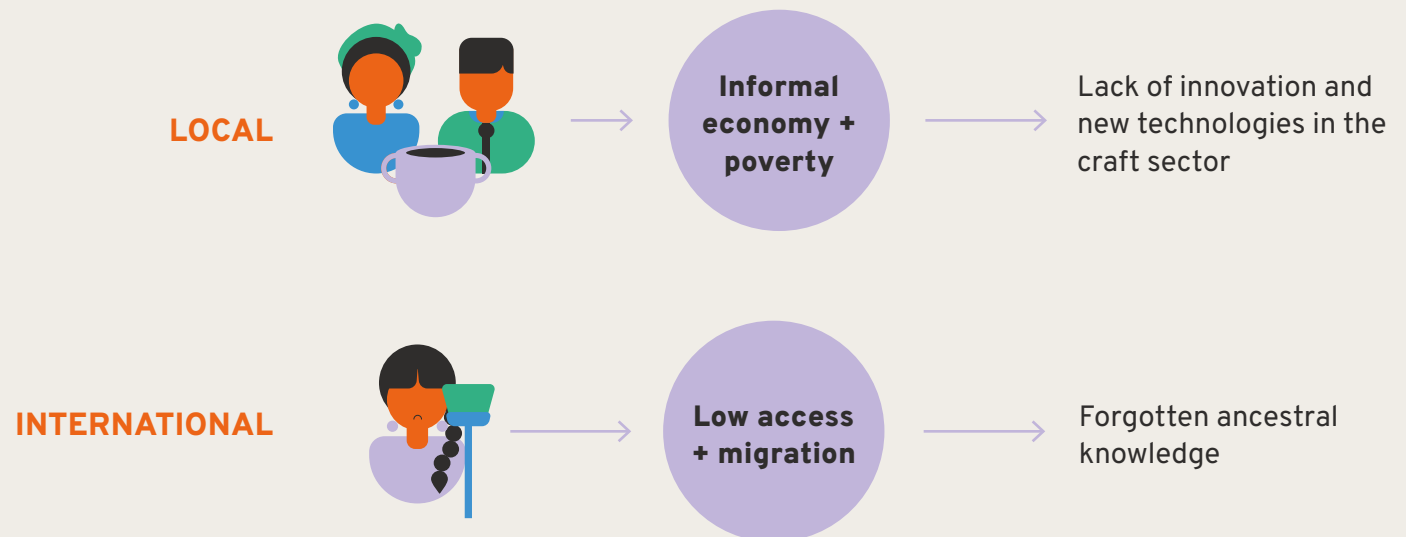 LOCAL
Informal
economy +
poverty
Lack of innovation and
new technologies in the
craft sector
INTERNATIONAL
Low access
+ migration
Forgotten ancestral
knowledge